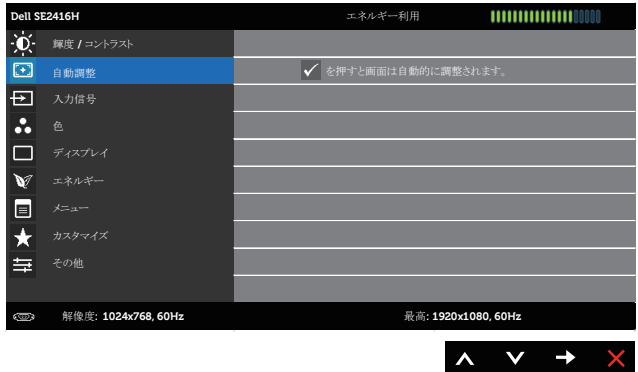 Dell SE2416H エネルギー利用
輝度 / コントラスト
自動調整 を押すと画面は自動的に調整されます。
入力信号
色
ディスプレイ
エネルギー
メニュー
カスタマイズ
その他
解像度: 1024x768, 60Hz 最高: 1920x1080, 60Hz